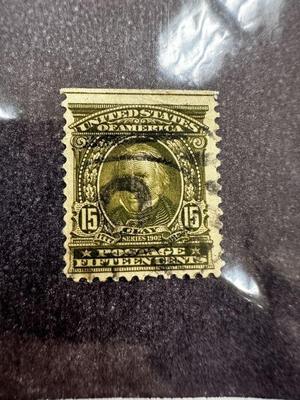 UNITED STATES
OF AMERICA
15 15
CLAY
SERIES 1902
POSTAGE
FIFTEEN CENTS